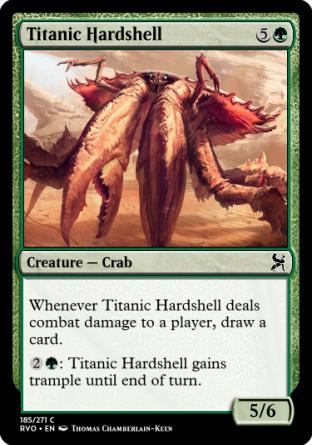 Titanic Hardshell 5
Creature — Crab
Whenever Titanic Hardshell deals
combat damage to a player, draw a
card.
2 : Titanic Hardshell gains
trample until end of turn.
5/6
185/271 C
RVO • EN Thomas Chamberlain-Keen